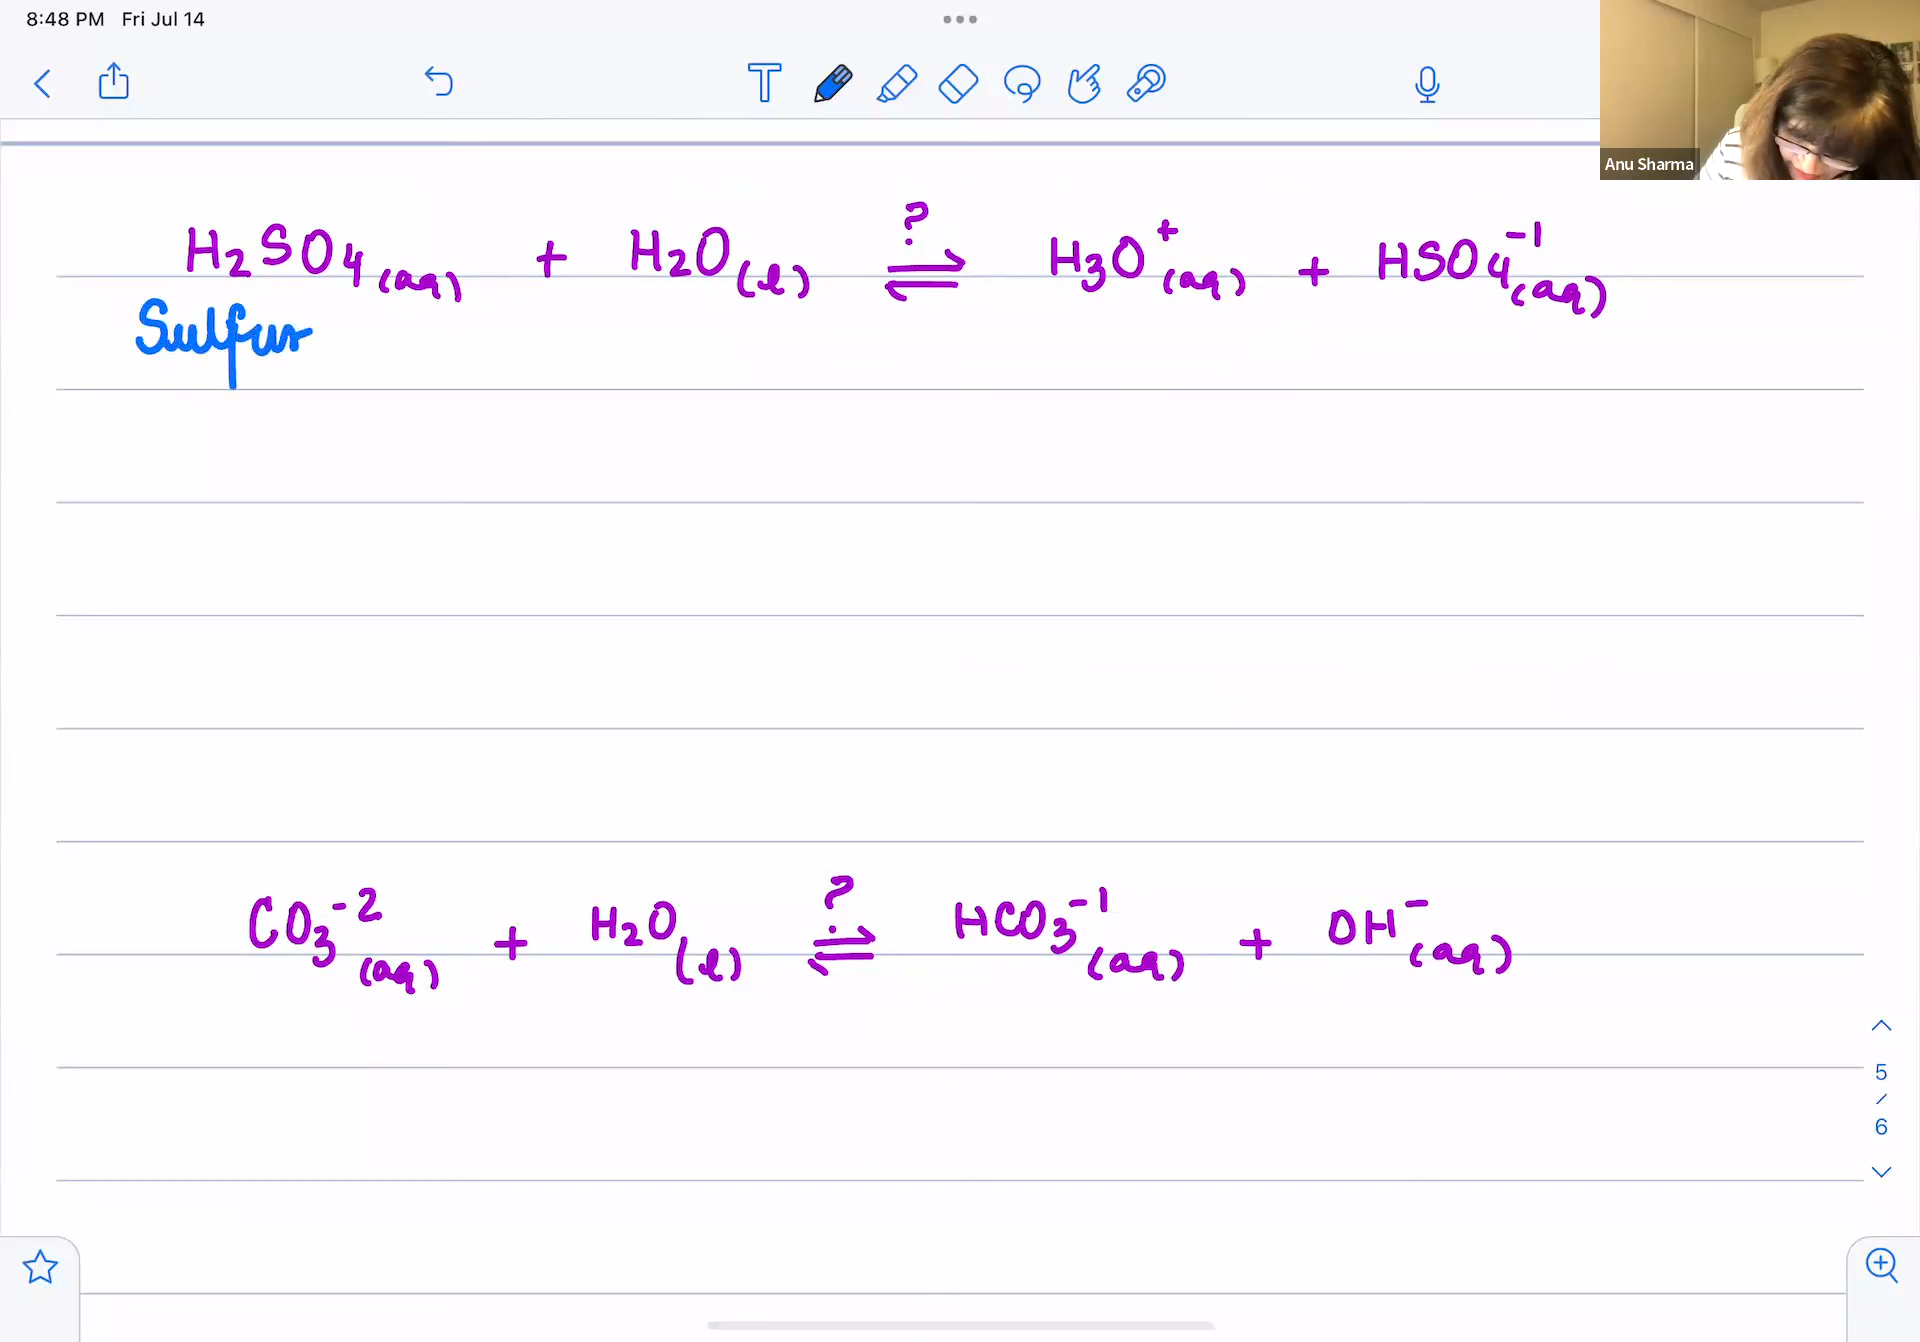 8:48 PM Fri Jul 14
Anu Sharma
H₂SO₄(aq) + H₂O(l) ?⇌ H₃O⁺(aq) + HSO₄⁻¹(aq)
Sulfur
CO₃⁻²(aq) + H₂O(l) ?⇌ HCO₃⁻¹(aq) + OH⁻(aq)
5
/
6